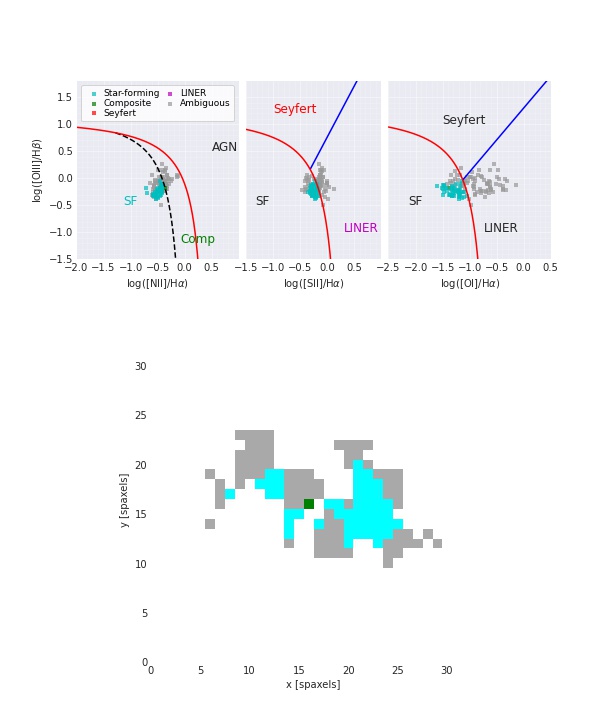 Star-forming LINER
Composite Ambiguous
Seyfert
AGN
SF
Comp
1.5
1.0
0.5
0.0
−0.5
−1.0
−1.5
log([OIII]/Hβ)
−2.0 −1.5 −1.0 −0.5 0.0 0.5
log([NII]/Hα)
Seyfert
SF
LINER
−1.5 −1.0 −0.5 0.0 0.5
log([SII]/Hα)
Seyfert
SF
LINER
−2.5 −2.0 −1.5 −1.0 −0.5 0.0 0.5
log([OI]/Hα)
30
25
20
15
10
5
0
y [spaxels]
0 5 10 15 20 25 30
x [spaxels]